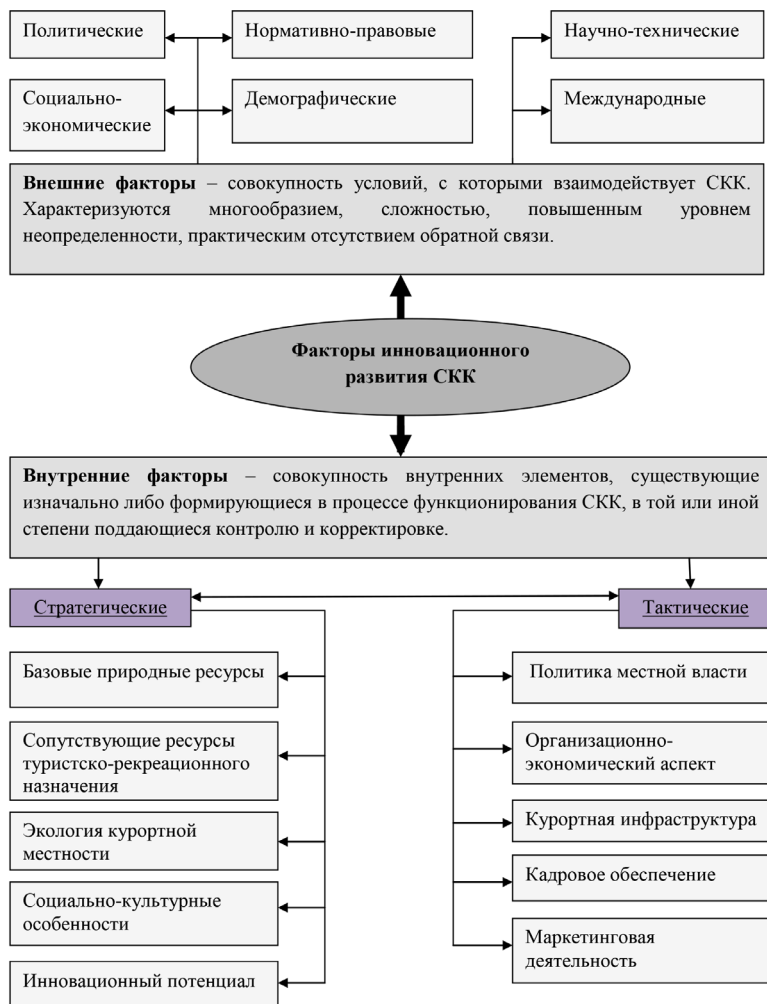 Политические
Нормативно-правовые
Научно-технические
Социально-
экономические
Демографические
Международные
Внешние факторы – совокупность условий, с которыми взаимодействует СКК.
Характеризуются многообразием, сложностью, повышенным уровнем
неопределенности, практическим отсутствием обратной связи.
Факторы инновационного
развития СКК
Внутренние факторы – совокупность внутренних элементов, существующие
изначально либо формирующиеся в процессе функционирования СКК, в той или иной
степени поддающиеся контролю и корректировке.
Стратегические
Тактические
Базовые природные ресурсы
Сопутствующие ресурсы
туристско-рекреационного
назначения
Экология курортной
местности
Социально-культурные
особенности
Инновационный потенциал
Политика местной власти
Организационно-
экономический аспект
Курортная инфраструктура
Кадровое обеспечение
Маркетинговая
деятельность